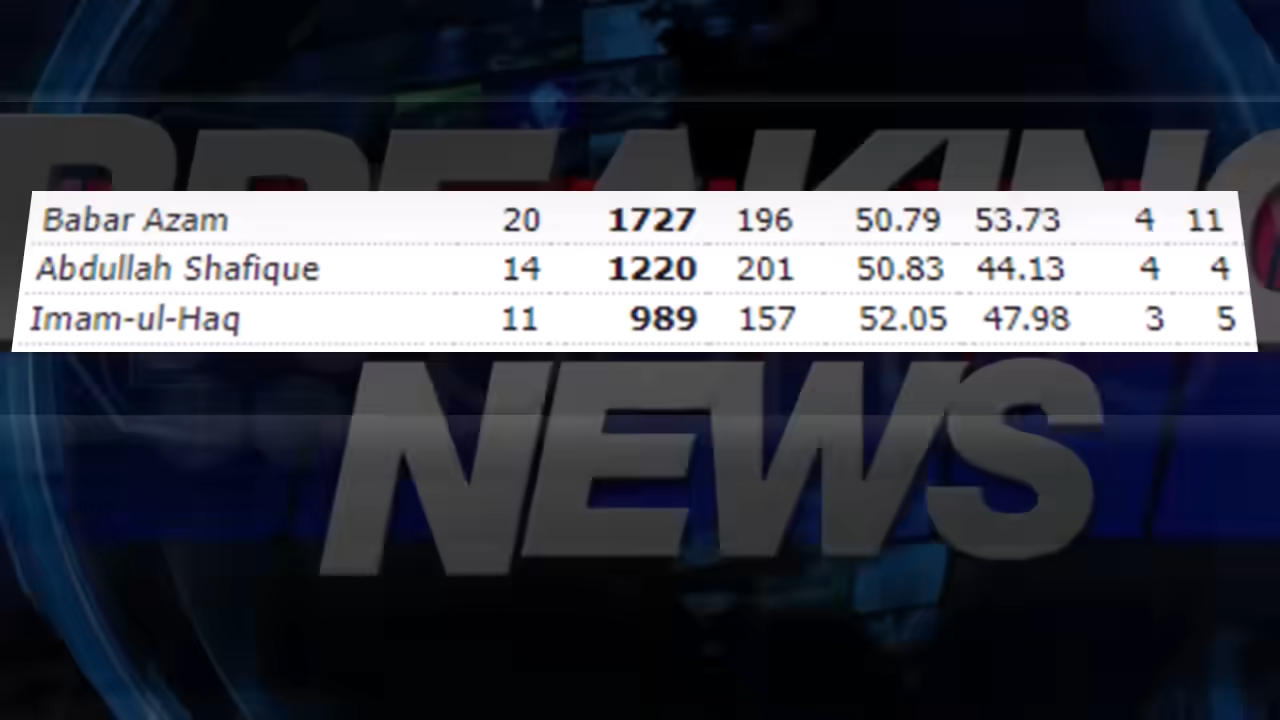 BREAKING
Babar Azam 20 1727 196 50.79 53.73 4 11
Abdullah Shafique 14 1220 201 50.83 44.13 4 4
Imam-ul-Haq 11 989 157 52.05 47.98 3 5
NEWS